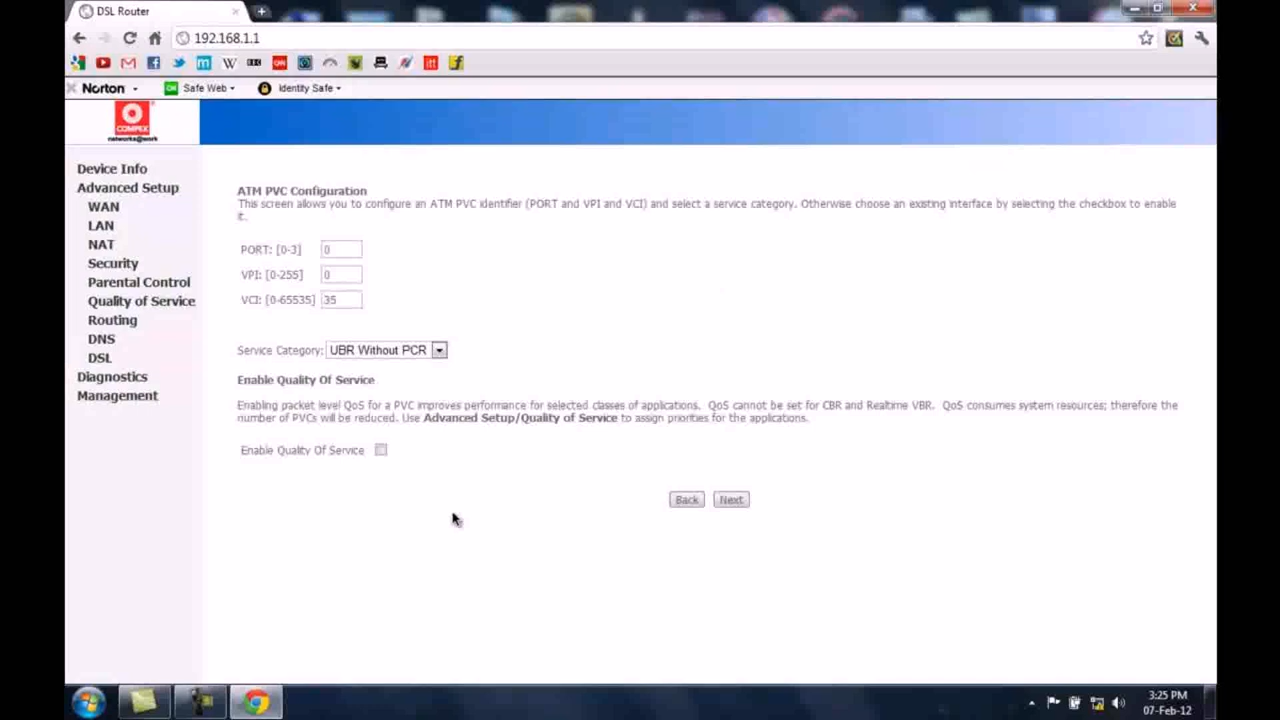 DSL Router
192.168.1.1
Norton
Safe Web
Identity Safe
COMPEX
networks@work
Device Info
Advanced Setup
WAN
LAN
NAT
Security
Parental Control
Quality of Service
Routing
DNS
DSL
Diagnostics
Management
ATM PVC Configuration
This screen allows you to configure an ATM PVC identifier (PORT and VPI and VCI) and select a service category. Otherwise choose an existing interface by selecting the checkbox to enable
it.
PORT: [0-3] 0
VPI: [0-255] 0
VCI: [0-65535] 35
Service Category: UBR Without PCR
Enable Quality Of Service
Enabling packet level QoS for a PVC improves performance for selected classes of applications. QoS cannot be set for CBR and Realtime VBR. QoS consumes system resources; therefore the
number of PVCs will be reduced. Use Advanced Setup/Quality of Service to assign priorities for the applications.
Enable Quality Of Service
Back Next
3:25 PM
07-Feb-12